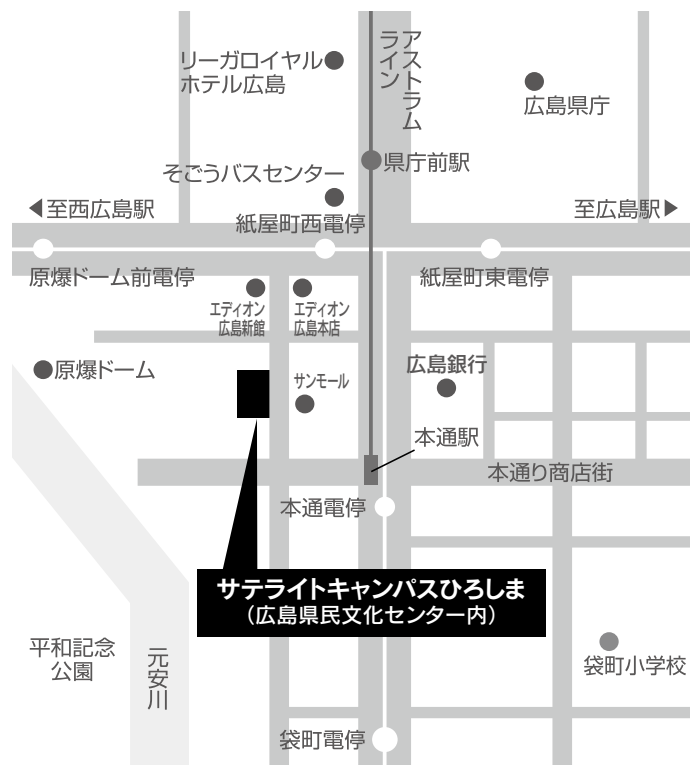 リーガロイヤル
ホテル広島
アストラム
ライン
広島県庁
県庁前駅
そごうバスセンター
至西広島駅
紙屋町西電停
至広島駅
原爆ドーム前電停
紙屋町東電停
エディオン
広島新館
エディオン
広島本店
原爆ドーム
サンモール
広島銀行
本通駅
本通り商店街
本通電停
サテライトキャンパスひろしま
（広島県民文化センター内）
平和記念
公園
元安川
袋町小学校
袋町電停